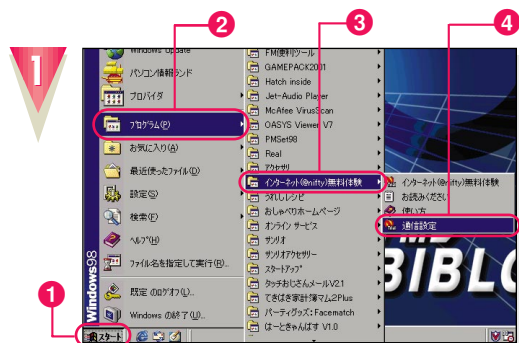 1
2
3
4
Windows Update
パソコン情報ランド
プロバイダ
プログラム(P)
お気に入り(A)
最近使ったファイル(D)
設定(S)
検索(F)
ヘルプ(H)
ファイル名を指定して実行(R)...
既定 のログオフ(L)...
Windows の終了(U)...
Windows98
1
スタート
FM便利ツール
GAMEPACK2001
Hatch inside
Jet-Audio Player
McAfee VirusScan
OASYS Viewer V7
PMSet98
Real
アクセサリ
インターネット(@nifty)無料体験
うれしレシピ
おしゃべりホームページ
オンライン サービス
サンリオ
サンリオアクセサリー
スタートアップ
タッチおじさんメールV2.1
てきぱき家計簿マム2Plus
パーティグッズ: Facematch
はーときゃんばす V1.0
インターネット(@nifty)無料体験
お読みください
使い方
通信設定
BIBLO